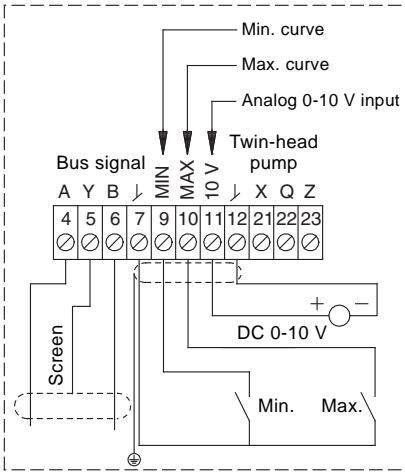 Min. curve
Max. curve
Analog 0-10 V input
Bus signal
Twin-head
pump
A Y B MIN MAX 10 V X Q Z
4 5 6 7 9 10 11 12 21 22 23
+ −
DC 0-10 V
Screen
Min. Max.